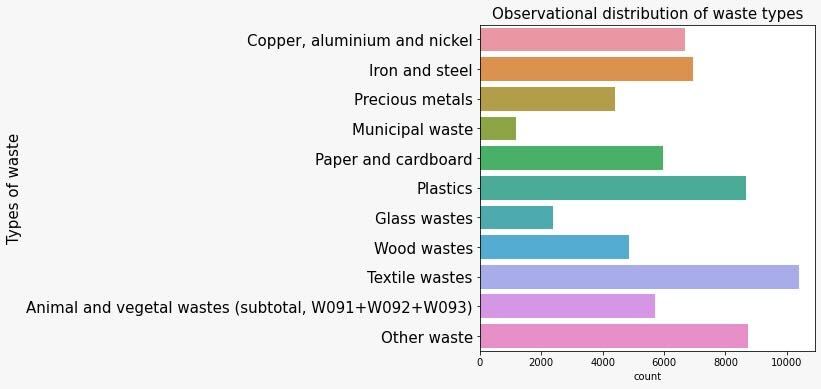 Observational distribution of waste types
Types of waste
Copper, aluminium and nickel
Iron and steel
Precious metals
Municipal waste
Paper and cardboard
Plastics
Glass wastes
Wood wastes
Textile wastes
Animal and vegetal wastes (subtotal, W091+W092+W093)
Other waste
0 2000 4000 6000 8000 10000
count